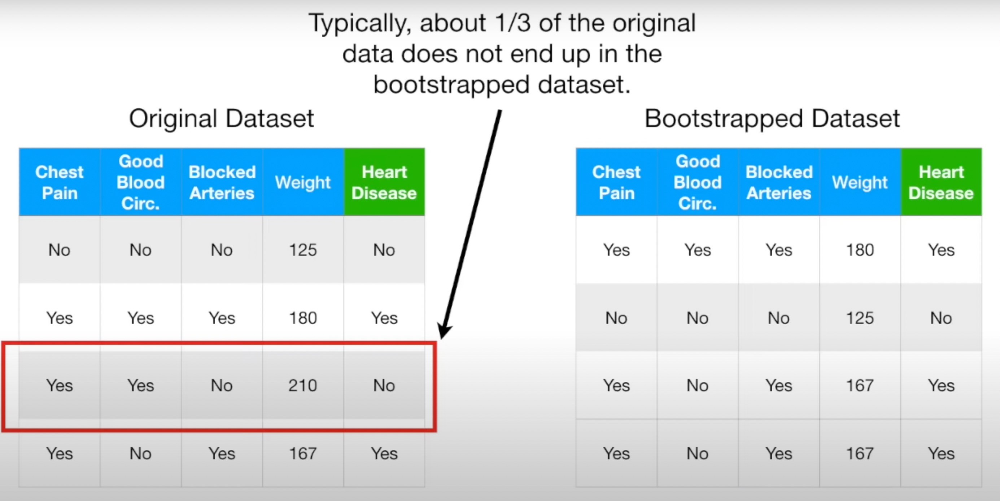 Typically, about 1/3 of the original
data does not end up in the
bootstrapped dataset.
Original Dataset
Chest Pain Good Blood Circ. Blocked Arteries Weight Heart Disease
No No No 125 No
Yes Yes Yes 180 Yes
Yes Yes No 210 No
Yes No Yes 167 Yes
Bootstrapped Dataset
Chest Pain Good Blood Circ. Blocked Arteries Weight Heart Disease
Yes Yes Yes 180 Yes
No No No 125 No
Yes No Yes 167 Yes
Yes No Yes 167 Yes